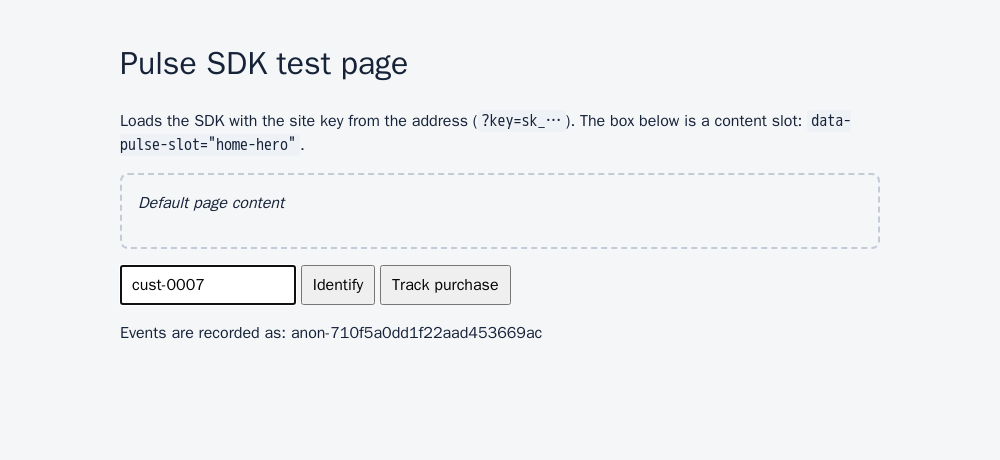 Pulse SDK test page
Loads the SDK with the site key from the address ( ?key=sk_… ). The box below is a content slot: data-
pulse-slot="home-hero" .
Default page content
cust-0007 Identify Track purchase
Events are recorded as: anon-710f5a0dd1f22aad453669ac